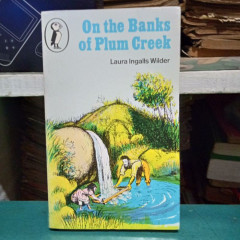 On the Banks
of Plum Creek
Laura Ingalls Wilder